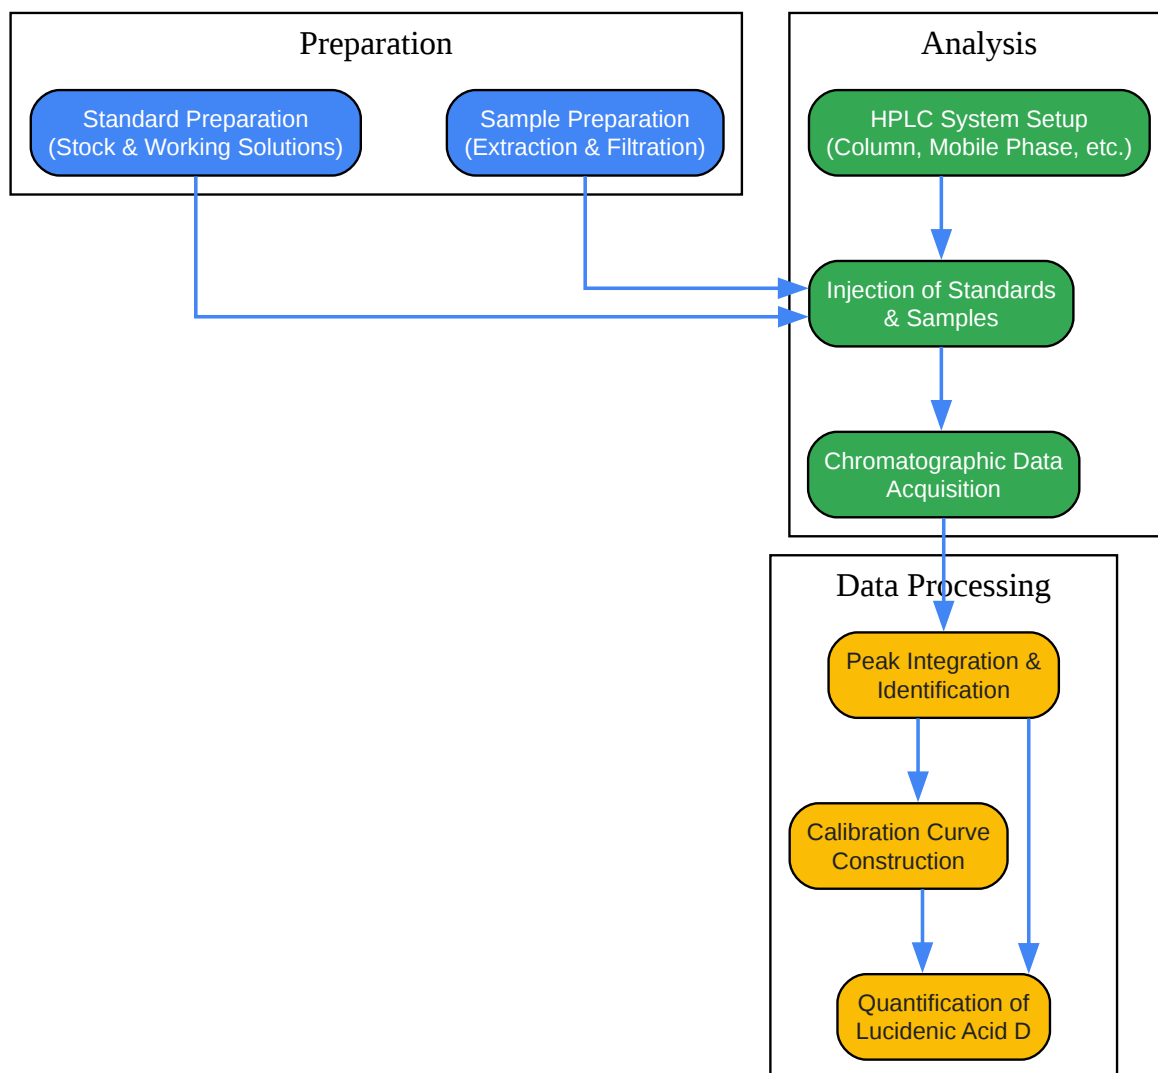 Preparation
Standard Preparation
(Stock & Working Solutions)
Sample Preparation
(Extraction & Filtration)
Analysis
HPLC System Setup
(Column, Mobile Phase, etc.)
Injection of Standards
& Samples
Chromatographic Data
Acquisition
Data Processing
Peak Integration &
Identification
Calibration Curve
Construction
Quantification of
Lucidenic Acid D